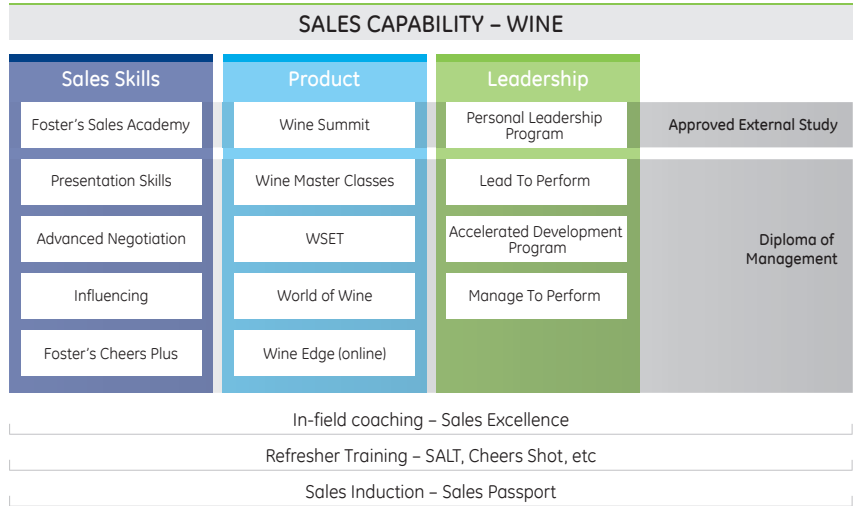 SALES CAPABILITY – WINE
Sales Skills
Product
Leadership
Foster's Sales Academy
Wine Summit
Personal Leadership
Program
Approved External Study
Presentation Skills
Wine Master Classes
Lead To Perform
Advanced Negotiation
WSET
Accelerated Development
Program
Diploma of
Management
Influencing
World of Wine
Manage To Perform
Foster's Cheers Plus
Wine Edge (online)
In-field coaching – Sales Excellence
Refresher Training – SALT, Cheers Shot, etc
Sales Induction – Sales Passport